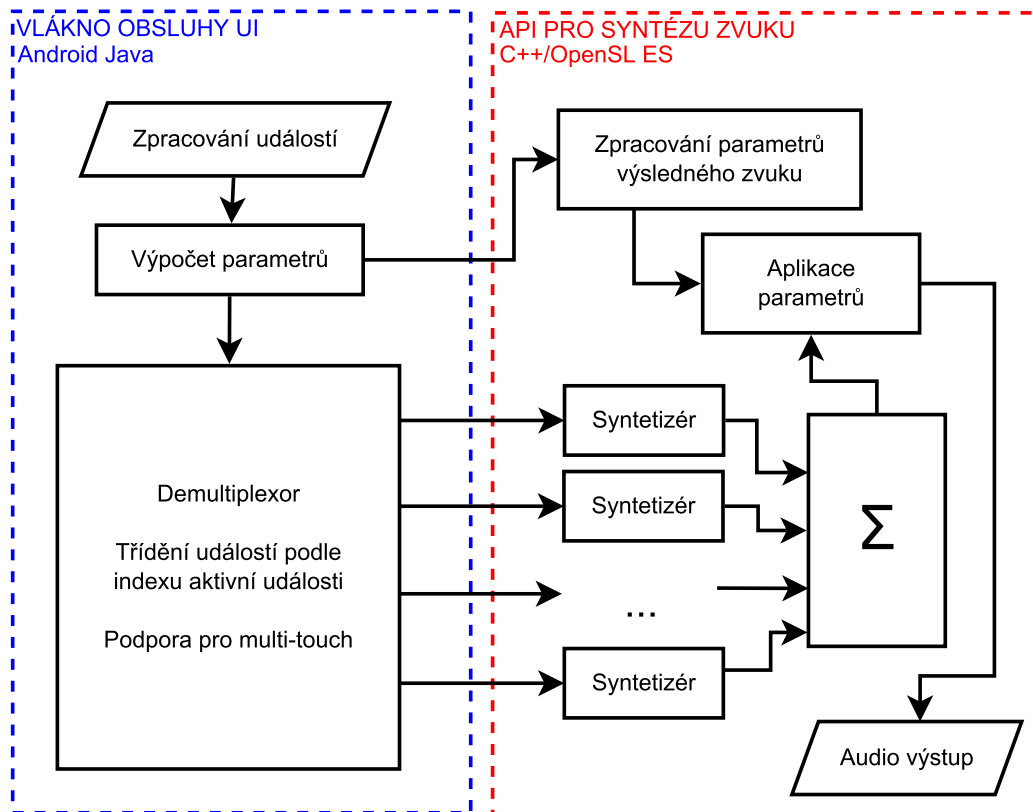 VLÁKNO OBSLUHY UI
Android Java
Zpracování událostí
Výpočet parametrů
Demultiplexor
Třídění událostí podle
indexu aktivní události
Podpora pro multi-touch
API PRO SYNTÉZU ZVUKU
C++/OpenSL ES
Zpracování parametrů
výsledného zvuku
Aplikace
parametrů
Syntetizér
Syntetizér
...
Syntetizér
Σ
Audio výstup